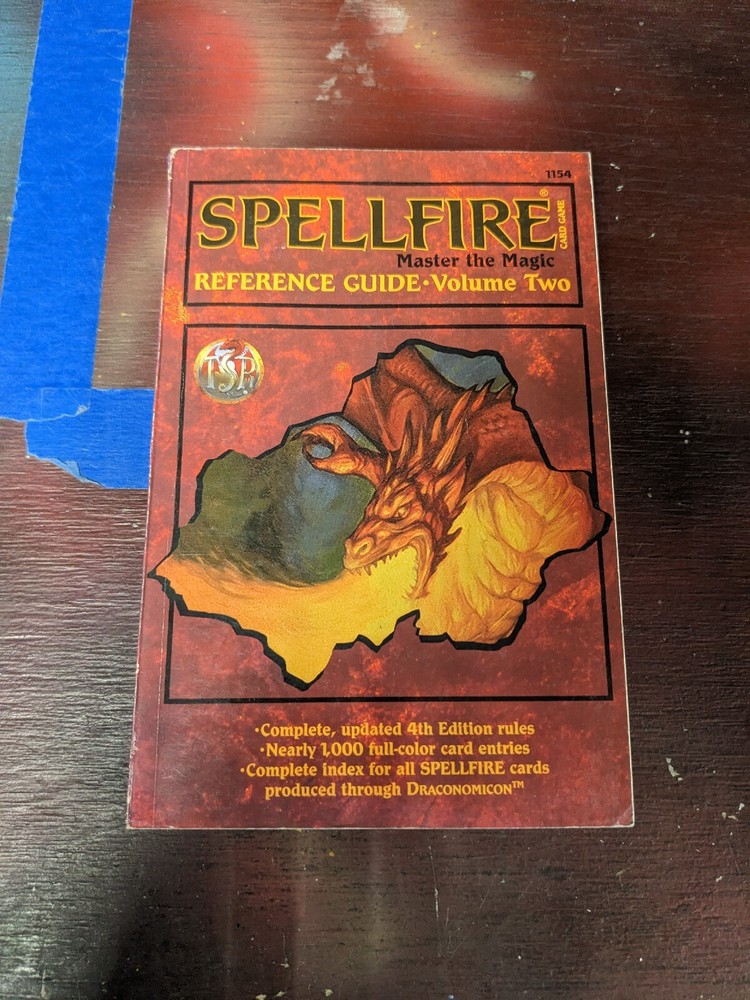 1154
SPELLFIRE®
CARD GAME
Master the Magic
REFERENCE GUIDE•Volume Two
TSR
•Complete, updated 4th Edition rules
•Nearly 1,000 full-color card entries
•Complete index for all SPELLFIRE cards
produced through DRACONOMICON™